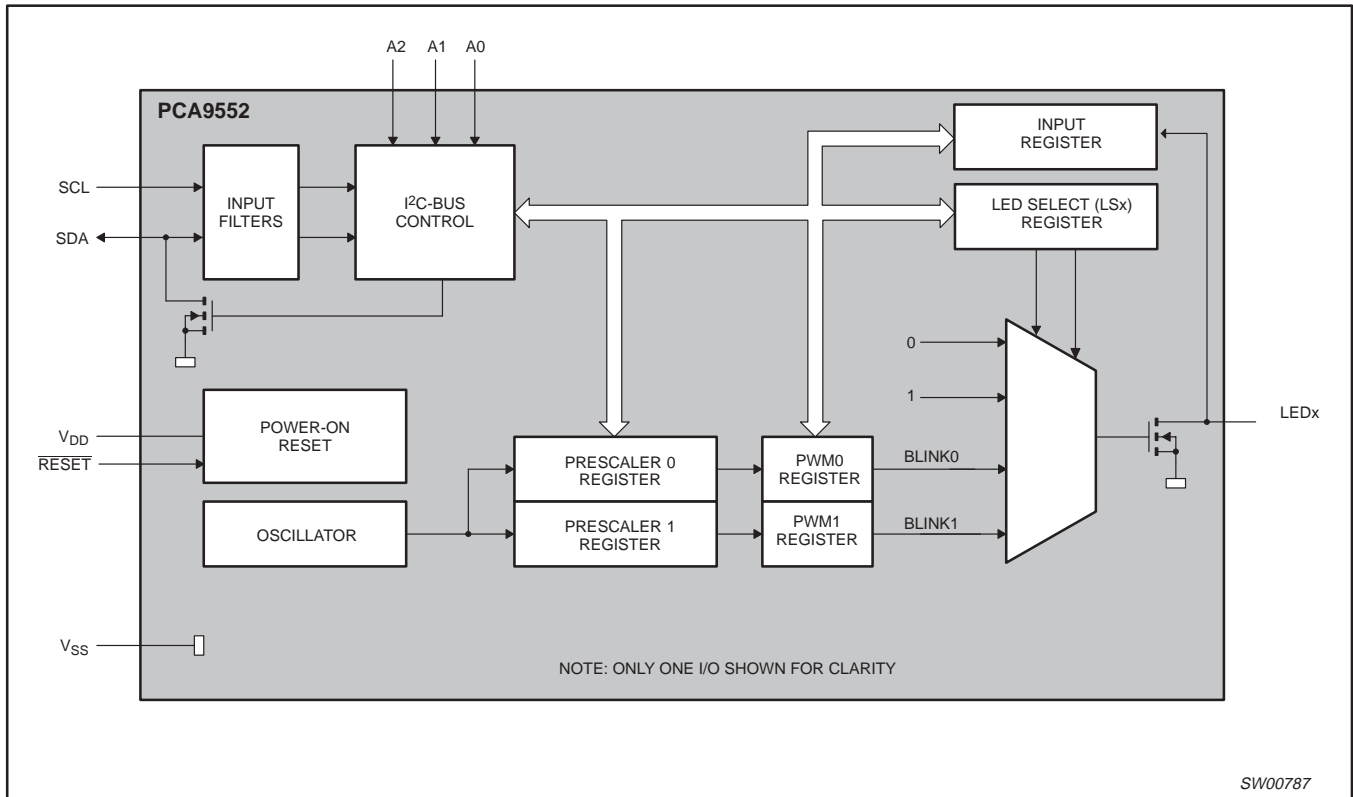 A2 A1 A0
PCA9552
SCL
SDA
INPUT
FILTERS
I²C-BUS
CONTROL
INPUT
REGISTER
LED SELECT (LSx)
REGISTER
0
1
LEDx
VDD
RESET
POWER-ON
RESET
OSCILLATOR
PRESCALER 0
REGISTER
PRESCALER 1
REGISTER
PWM0
REGISTER
PWM1
REGISTER
BLINK0
BLINK1
VSS
NOTE: ONLY ONE I/O SHOWN FOR CLARITY
SW00787